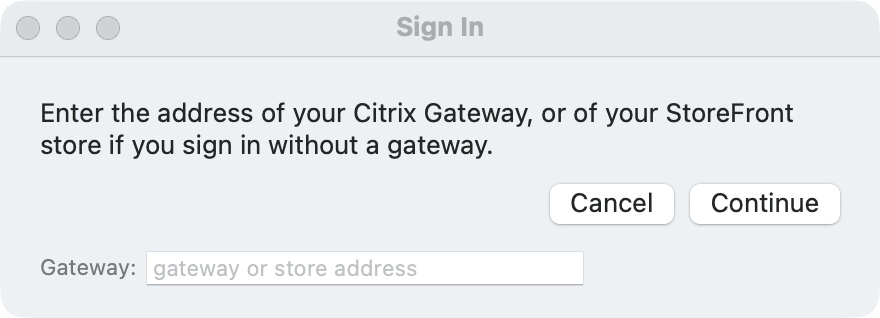 Sign In
Enter the address of your Citrix Gateway, or of your StoreFront
store if you sign in without a gateway.
Cancel Continue
Gateway: gateway or store address